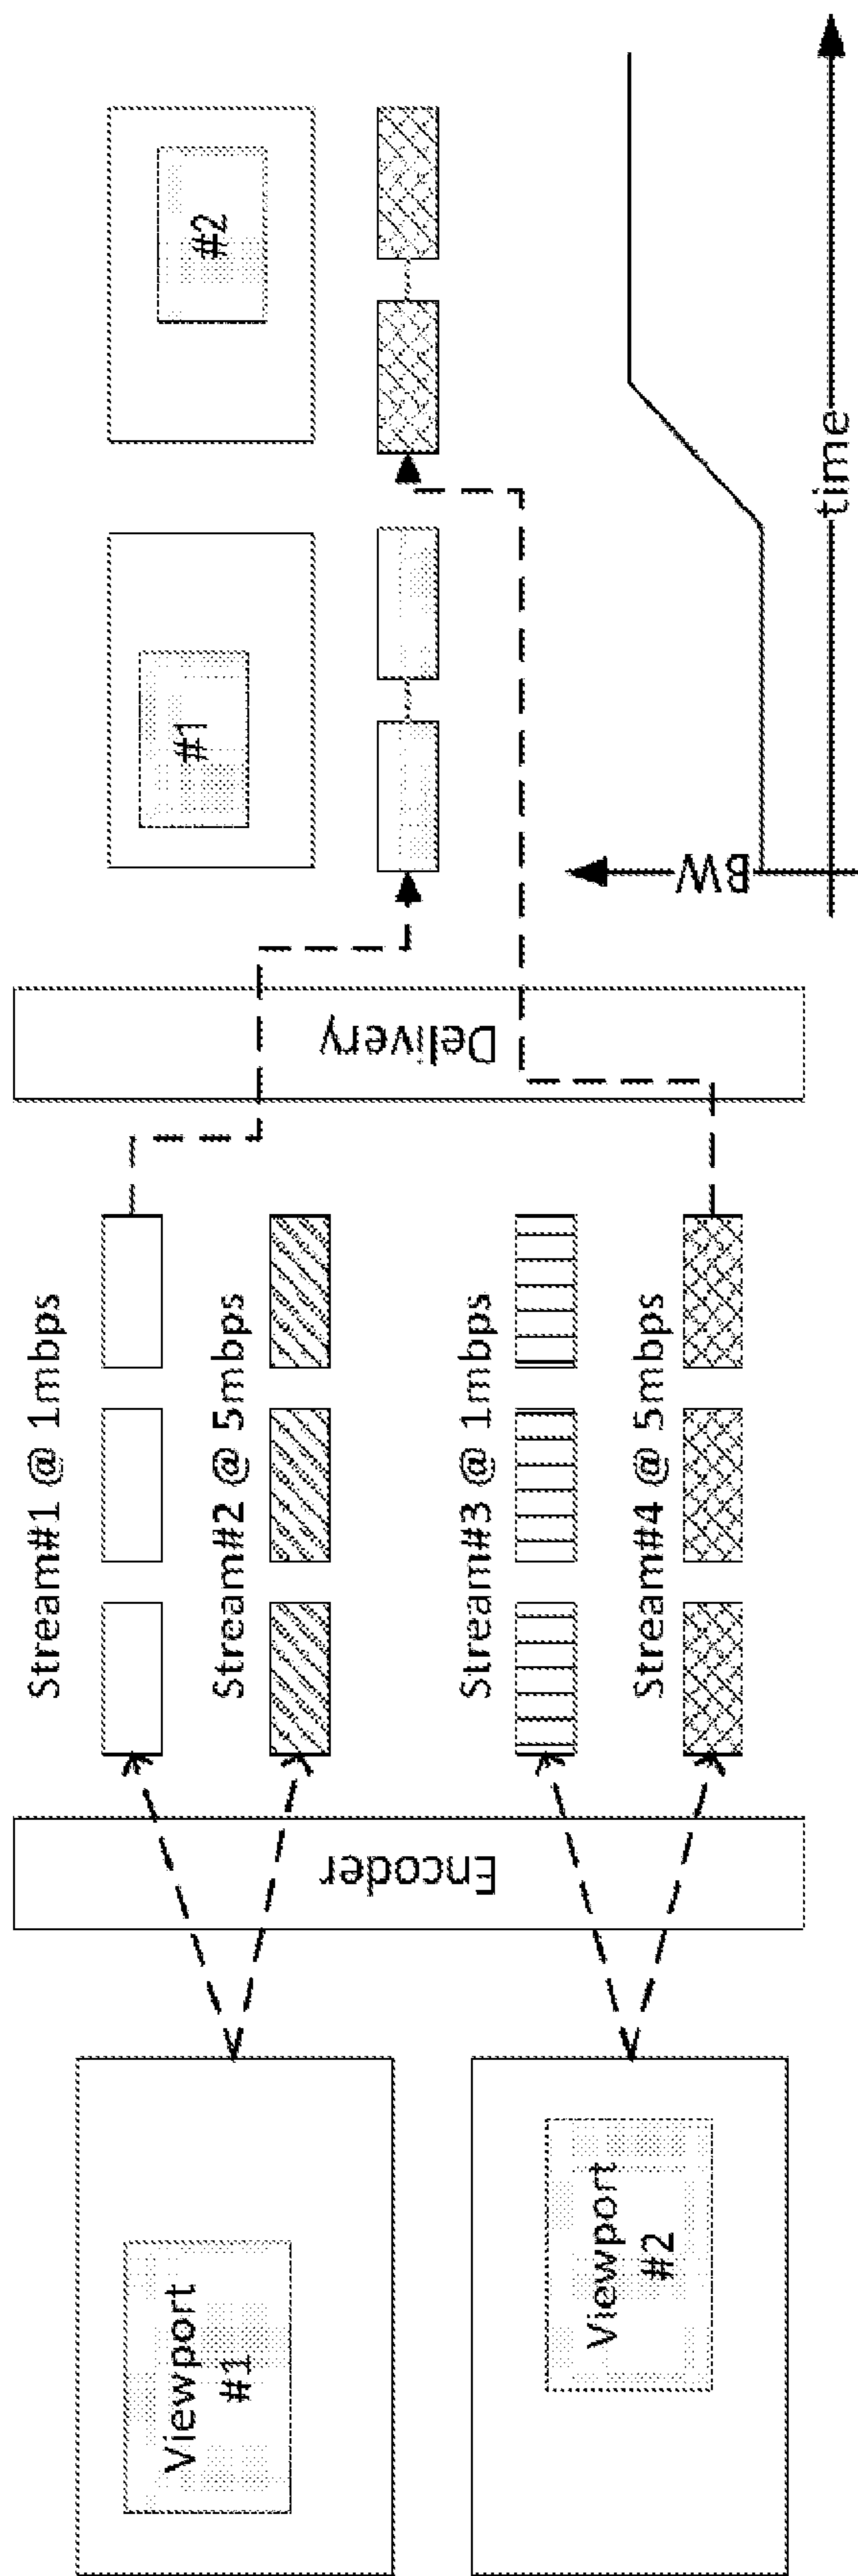 Viewport
#1
Viewport
#2
Encoder
Stream#1 @ 1mbps
Stream#2 @ 5mbps
Stream#3 @ 1mbps
Stream#4 @ 5mbps
Delivery
#1
#2
BW
time